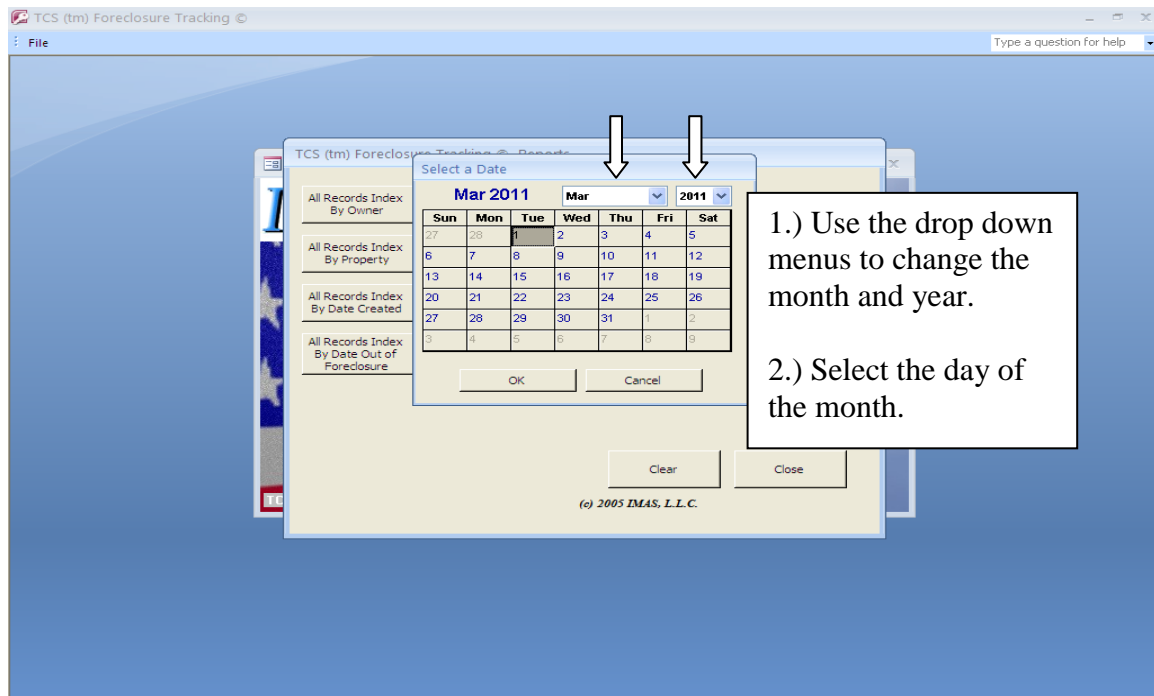 TCS (tm) Foreclosure Tracking ©
File
Type a question for help
TCS (tm) Foreclosure Tracking © Reports
Select a Date
Mar 2011 Mar 2011
Sun Mon Tue Wed Thu Fri Sat
27 28 1 2 3 4 5
6 7 8 9 10 11 12
13 14 15 16 17 18 19
20 21 22 23 24 25 26
27 28 29 30 31 1 2
3 4 5 6 7 8 9
OK Cancel
All Records Index
By Owner
All Records Index
By Property
All Records Index
By Date Created
All Records Index
By Date Out of
Foreclosure
1.) Use the drop down
menus to change the
month and year.
2.) Select the day of
the month.
Clear Close
(c) 2005 IMAS, L.L.C.
TC